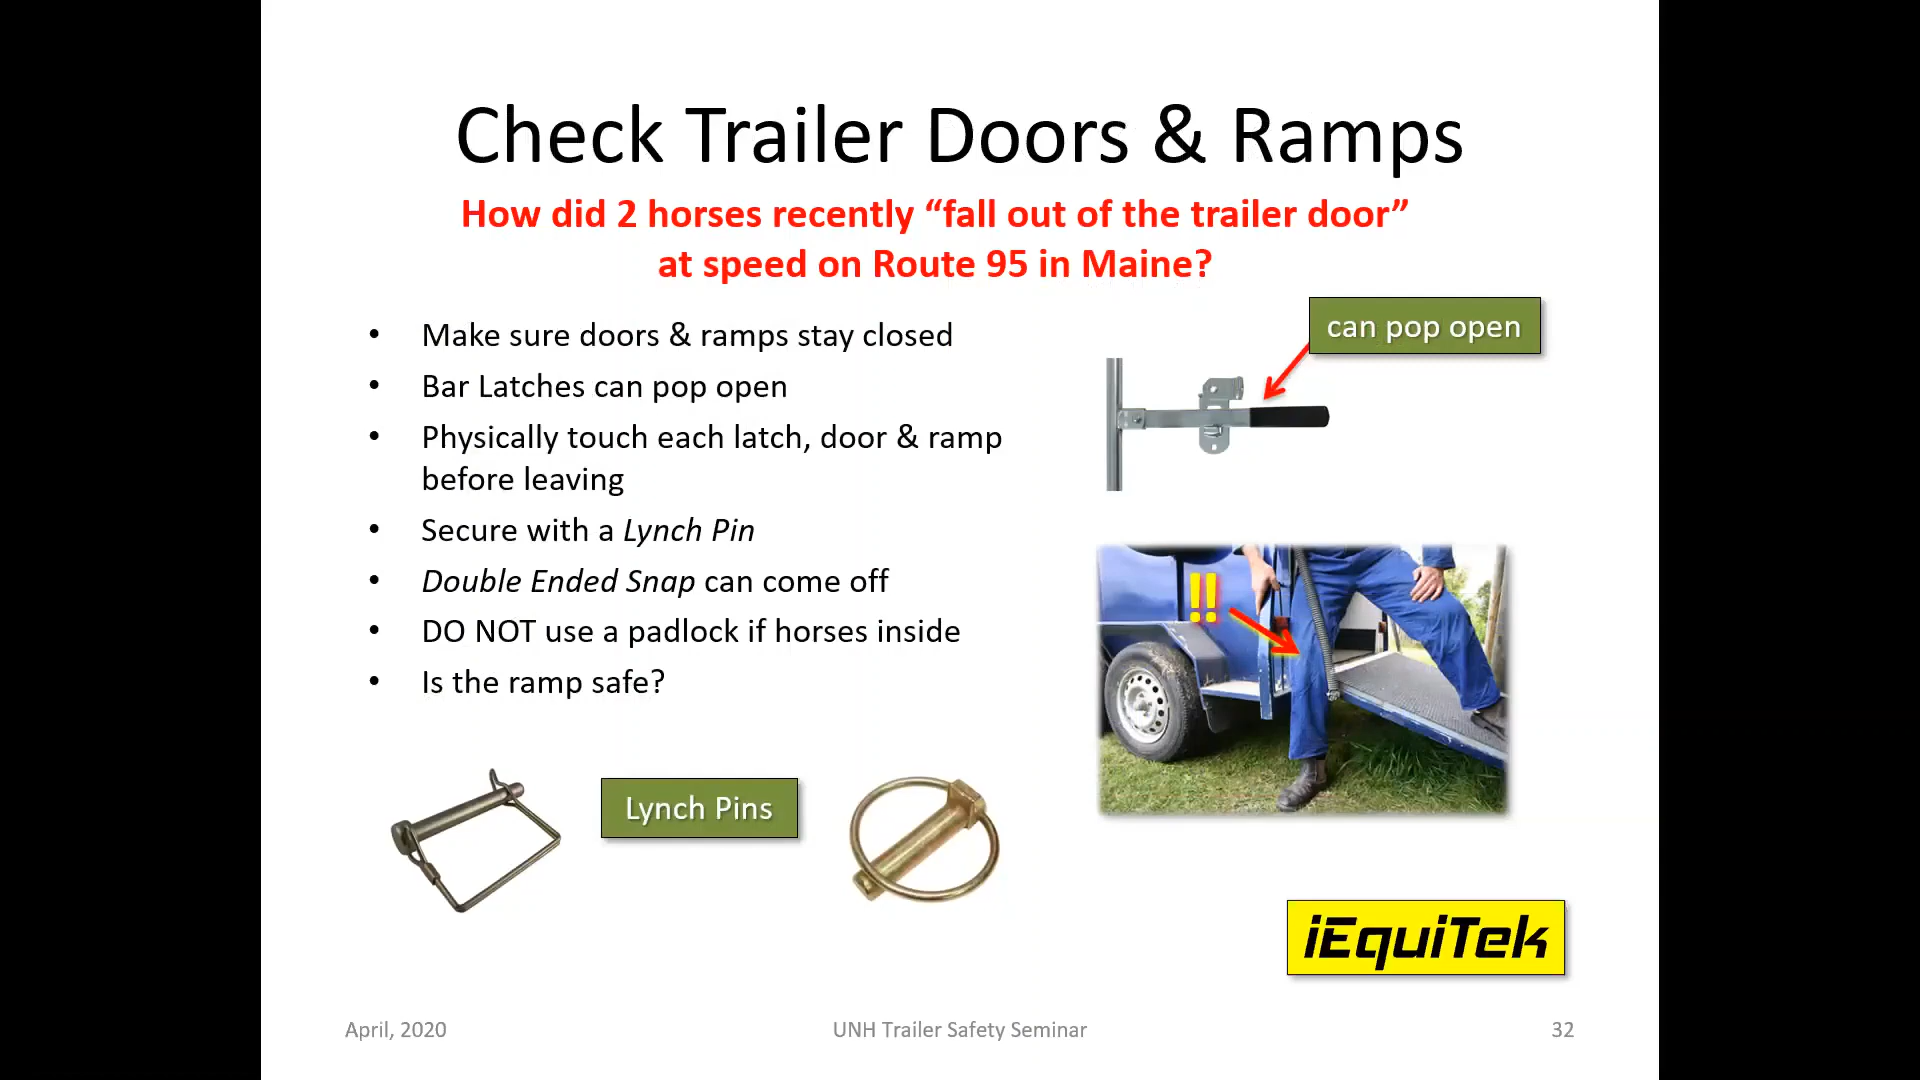 Check Trailer Doors & Ramps
How did 2 horses recently “fall out of the trailer door”
at speed on Route 95 in Maine?
can pop open
• Make sure doors & ramps stay closed
• Bar Latches can pop open
• Physically touch each latch, door & ramp
before leaving
• Secure with a Lynch Pin
• Double Ended Snap can come off
• DO NOT use a padlock if horses inside
• Is the ramp safe?
!!
Lynch Pins
iEquiTek
April, 2020
UNH Trailer Safety Seminar
32